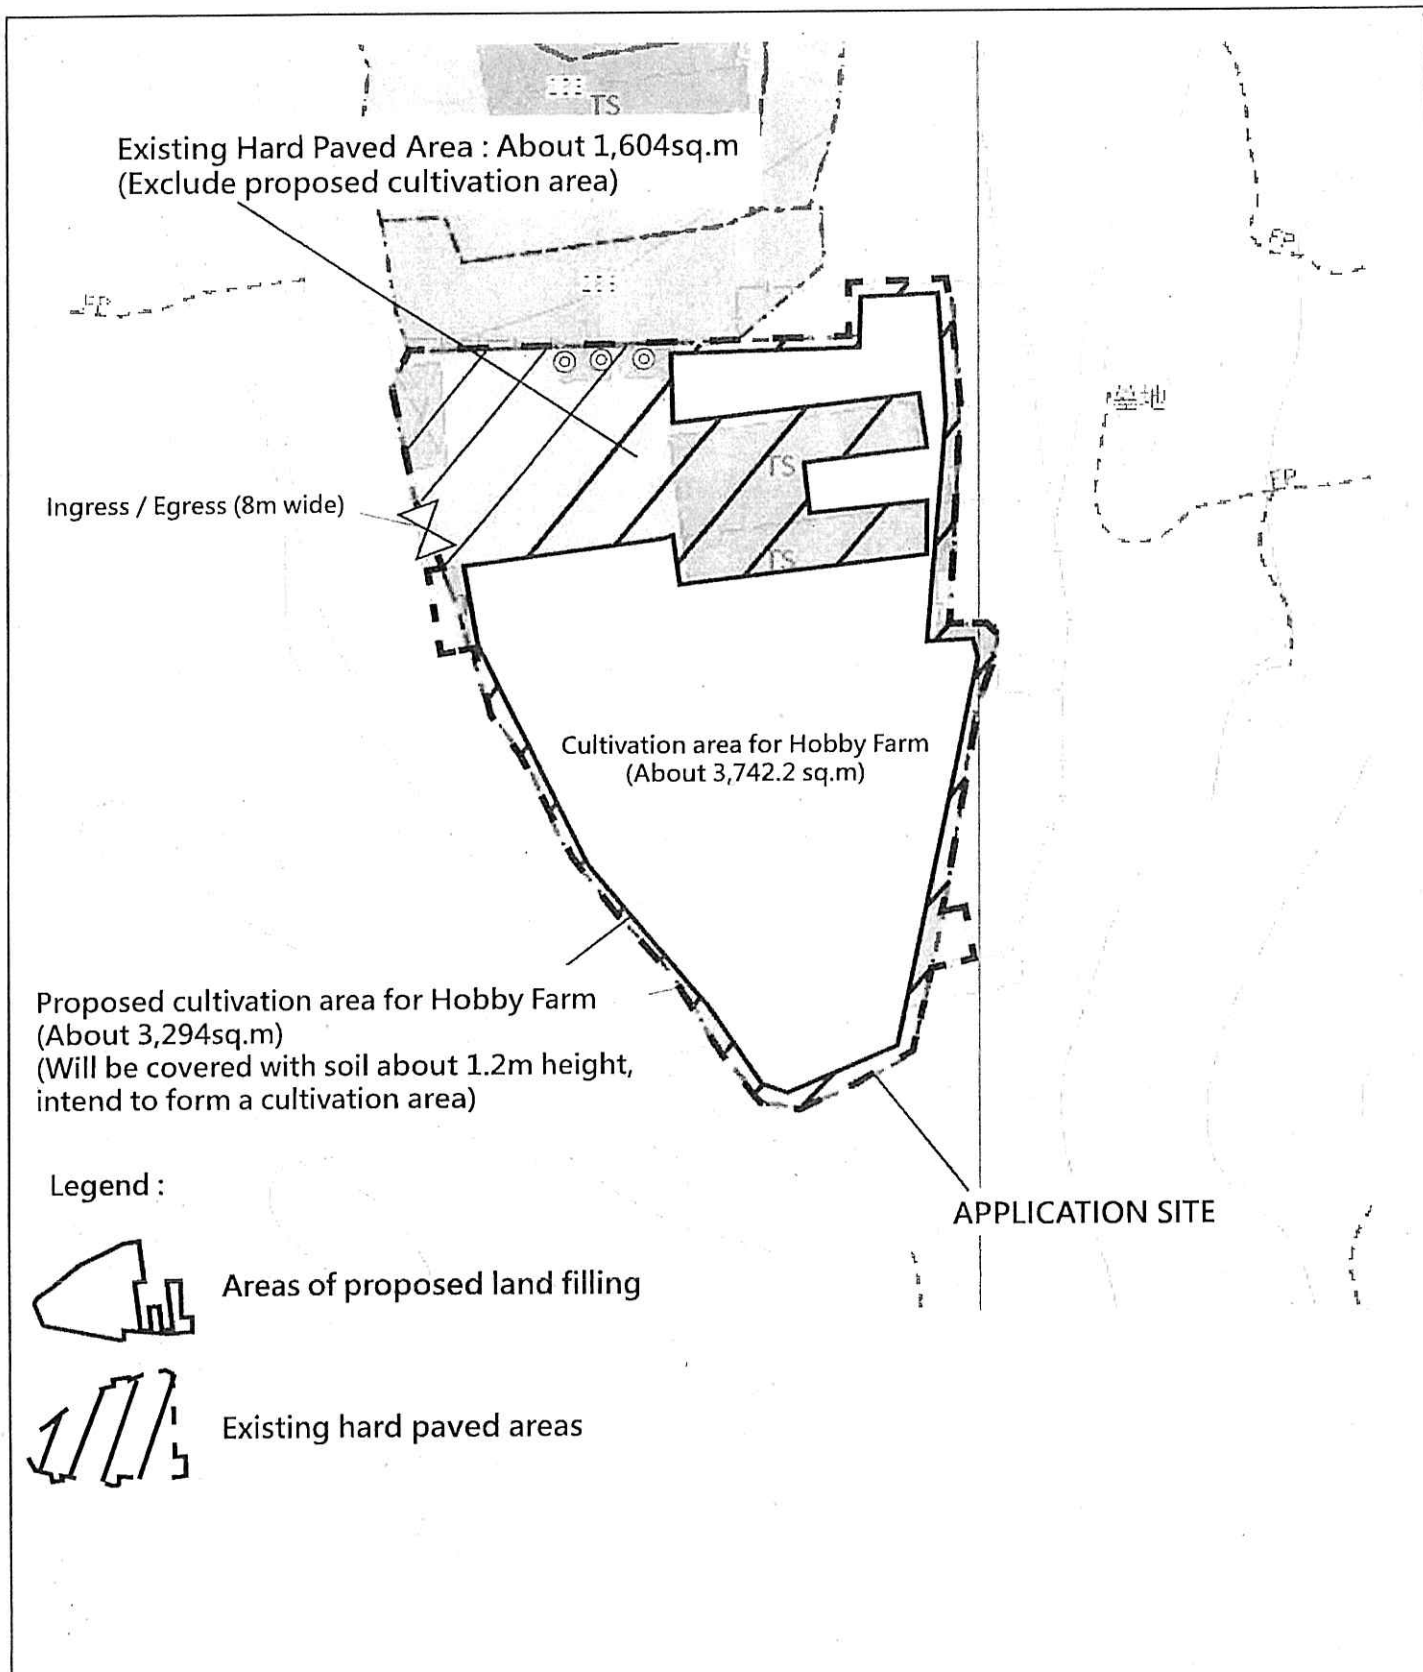 TS
Existing Hard Paved Area : About 1,604sq.m
(Exclude proposed cultivation area)
FP
FP
墓地
TS
FP
Ingress / Egress (8m wide)
TS
Cultivation area for Hobby Farm
(About 3,742.2 sq.m)
Proposed cultivation area for Hobby Farm
(About 3,294sq.m)
(Will be covered with soil about 1.2m height,
intend to form a cultivation area)
Legend :
APPLICATION SITE
Areas of proposed land filling
Existing hard paved areas